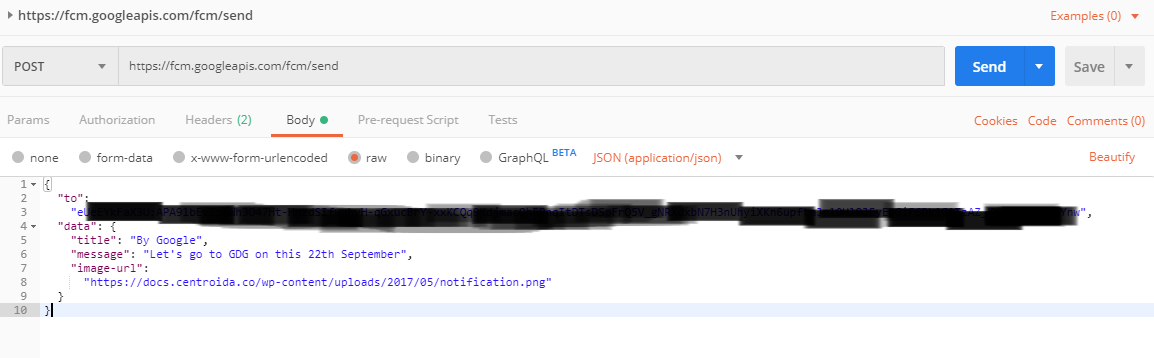 https://fcm.googleapis.com/fcm/send
Examples (0)
POST
https://fcm.googleapis.com/fcm/send
Send
Save
Params
Authorization
Headers (2)
Body
Pre-request Script
Tests
Cookies
Code
Comments (0)
none
form-data
x-www-form-urlencoded
raw
binary
GraphQL BETA
JSON (application/json)
Beautify
1 {
2 "to":
3
4 "data": {
5 "title": "By Google",
6 "message": "Let's go to GDG on this 22th September",
7 "image-url":
8 "https://docs.centroida.co/wp-content/uploads/2017/05/notification.png"
9 }
10 }